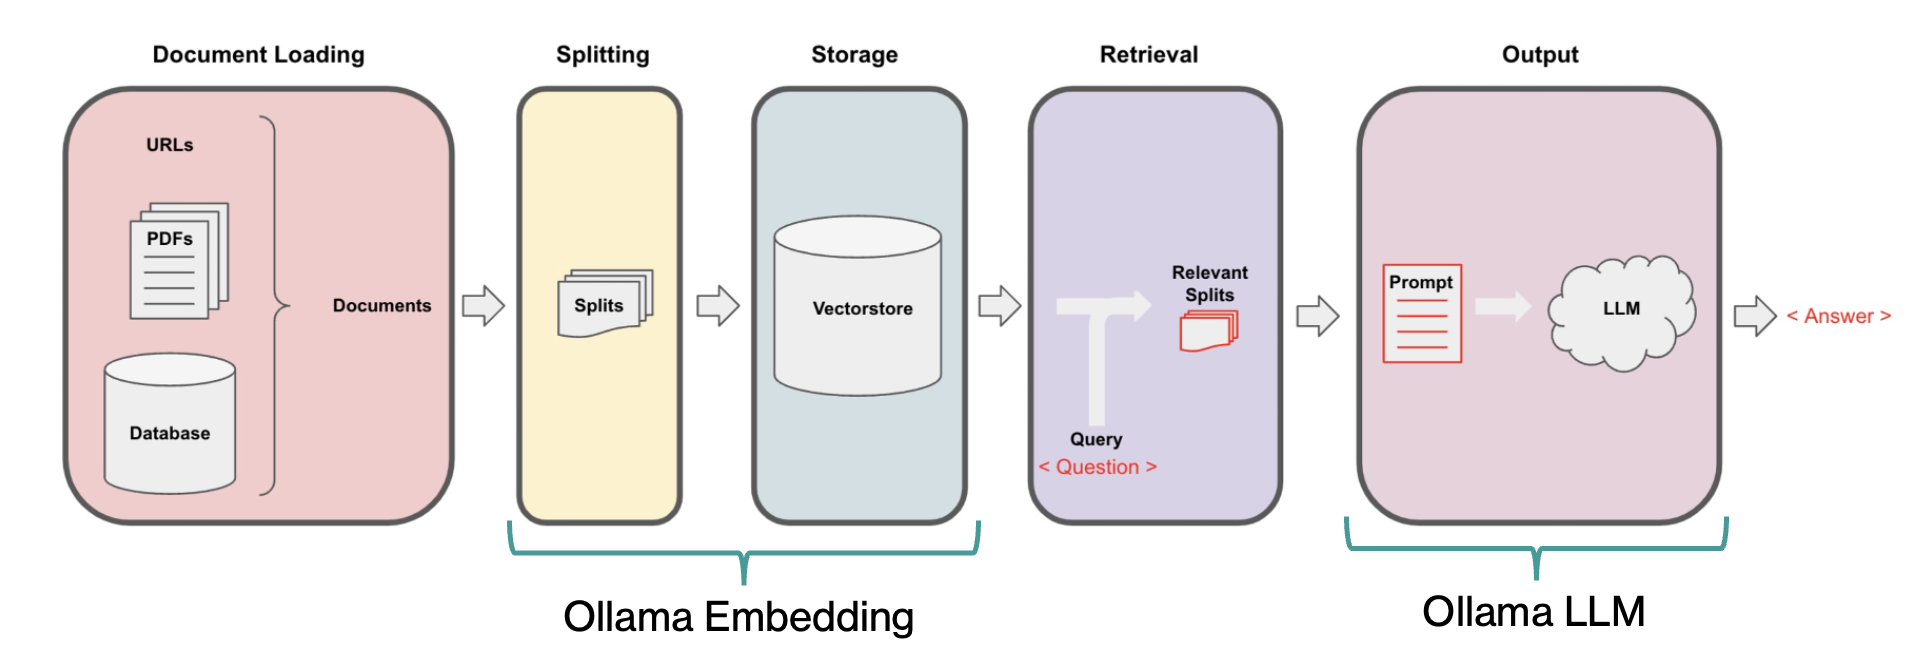 Document Loading
Splitting
Storage
Retrieval
Output
URLs
PDFs
Database
Documents
Splits
Vectorstore
Relevant
Splits
Query
< Question >
Prompt
LLM
< Answer >
Ollama Embedding
Ollama LLM